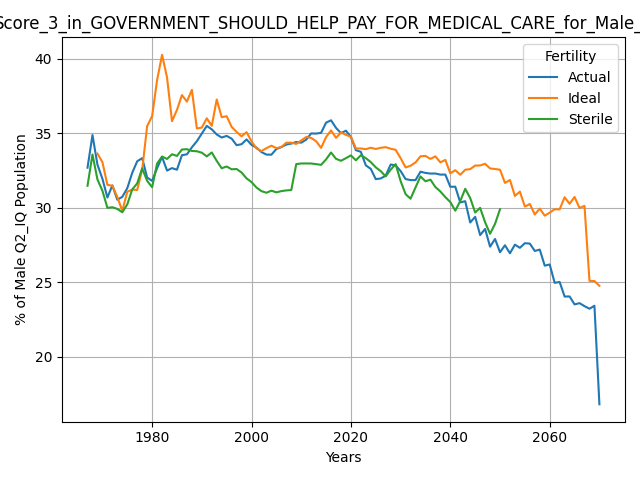 Score_3_in_GOVERNMENT_SHOULD_HELP_PAY_FOR_MEDICAL_CARE_for_Male_
Fertility
Actual
Ideal
Sterile
% of Male Q2_IQ Population
40
35
30
25
20
1980
2000
2020
2040
2060
Years